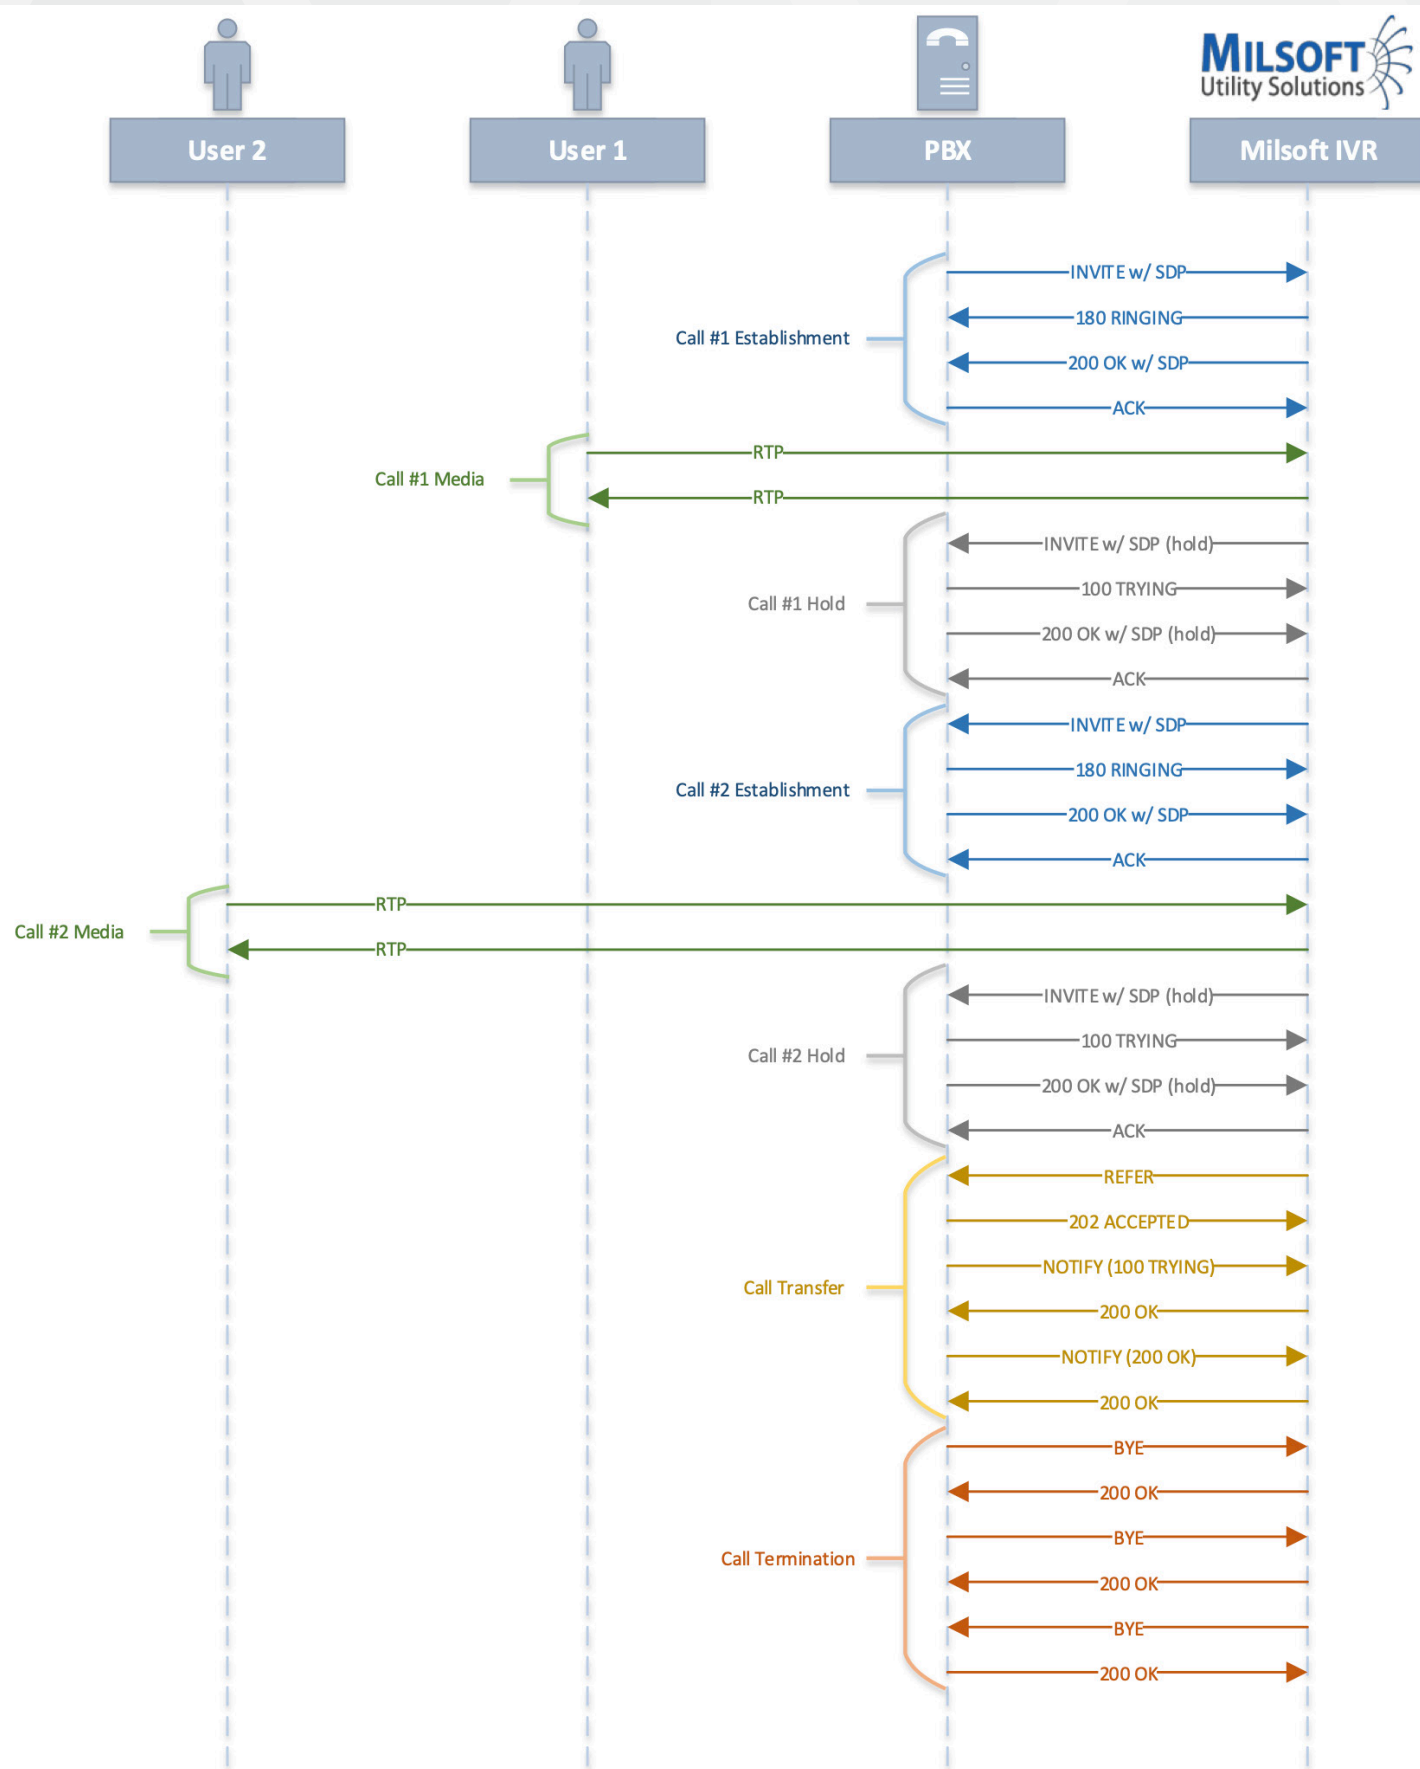 MILSOFT
Utility Solutions
User 2
User 1
PBX
Milsoft IVR
INVITE w/ SDP
180 RINGING
Call #1 Establishment
200 OK w/ SDP
ACK
RTP
Call #1 Media
RTP
INVITE w/ SDP (hold)
100 TRYING
Call #1 Hold
200 OK w/ SDP (hold)
ACK
INVITE w/ SDP
180 RINGING
Call #2 Establishment
200 OK w/ SDP
ACK
RTP
Call #2 Media
RTP
INVITE w/ SDP (hold)
100 TRYING
Call #2 Hold
200 OK w/ SDP (hold)
ACK
REFER
202 ACCEPTED
NOTIFY (100 TRYING)
Call Transfer
200 OK
NOTIFY (200 OK)
200 OK
BYE
200 OK
BYE
Call Termination
200 OK
BYE
200 OK